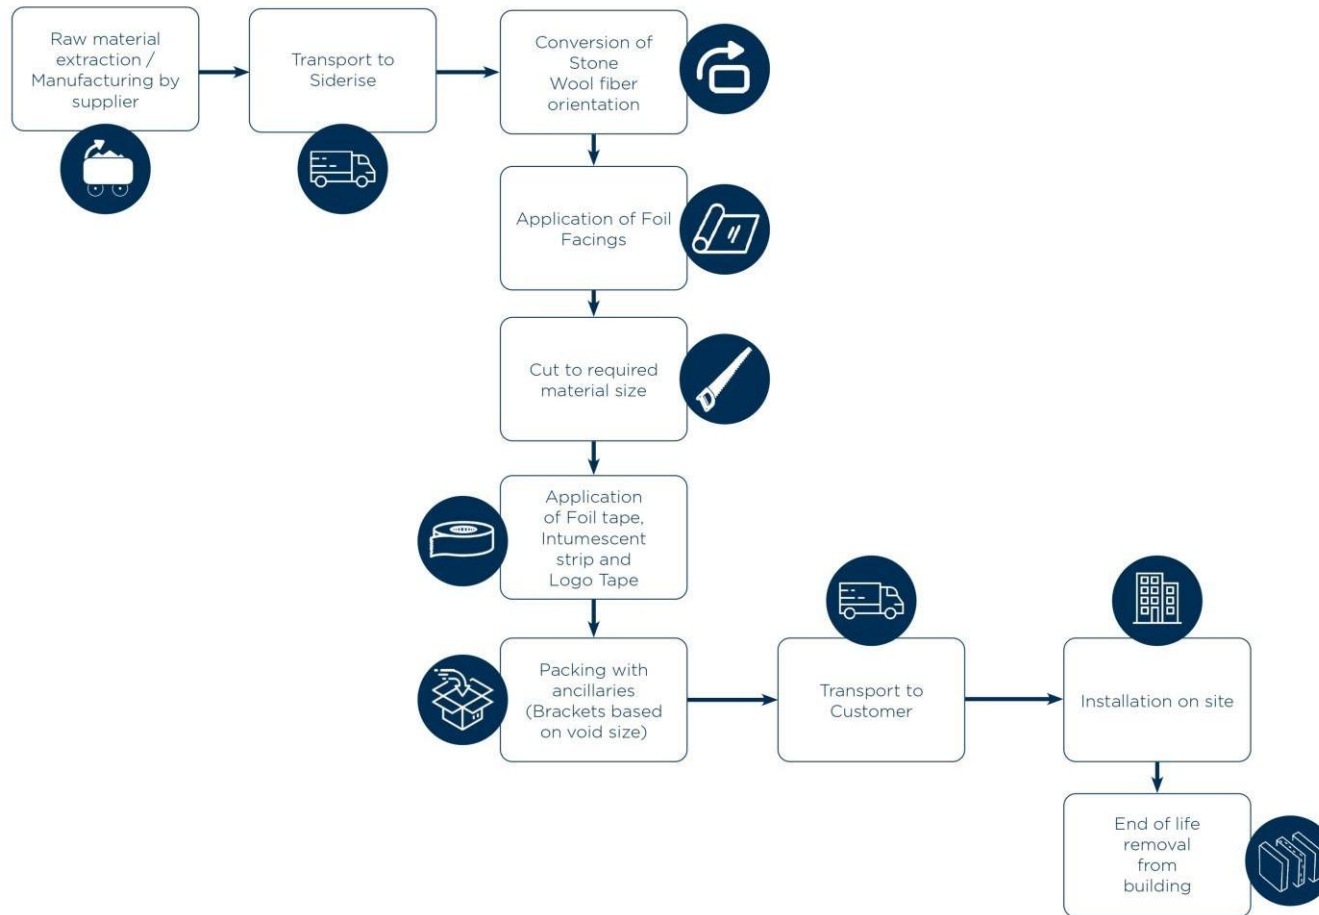 Raw material
extraction /
Manufacturing by
supplier
Transport to
Siderise
Conversion of
Stone
Wool fiber
orientation
Application of Foil
Facings
Cut to required
material size
Application
of Foil tape,
Intumescent
strip and
Logo Tape
Packing with
ancillaries
(Brackets based
on void size)
Transport to
Customer
Installation on site
End of life
removal
from
building